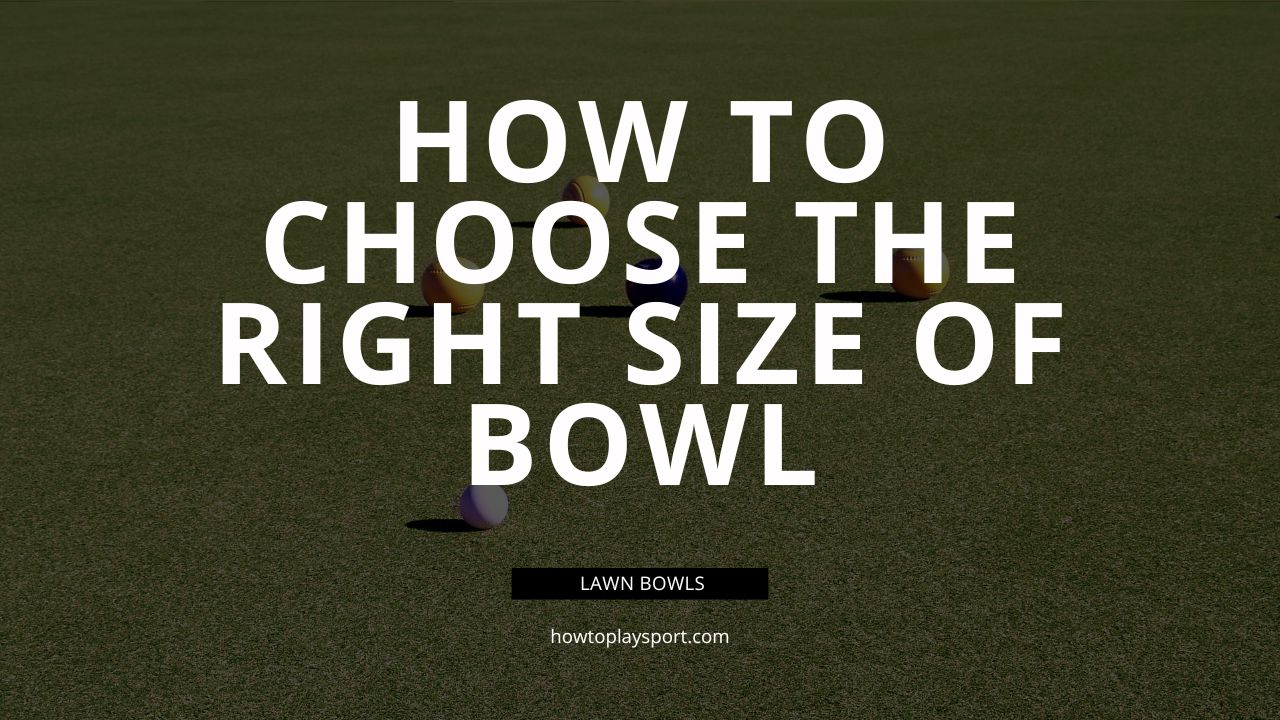 HOW TO
CHOOSE THE
RIGHT SIZE OF
BOWL
LAWN BOWLS
howtoplaysport.com